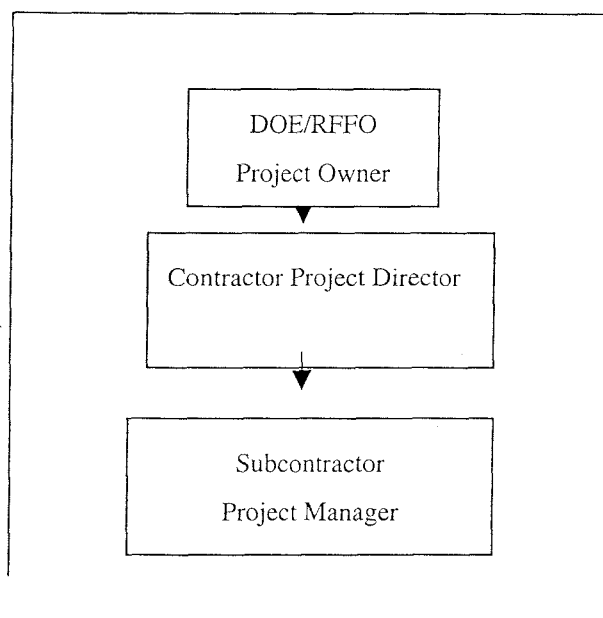 DOE/RFFO
Project Owner
Contractor Project Director
Subcontractor
Project Manager